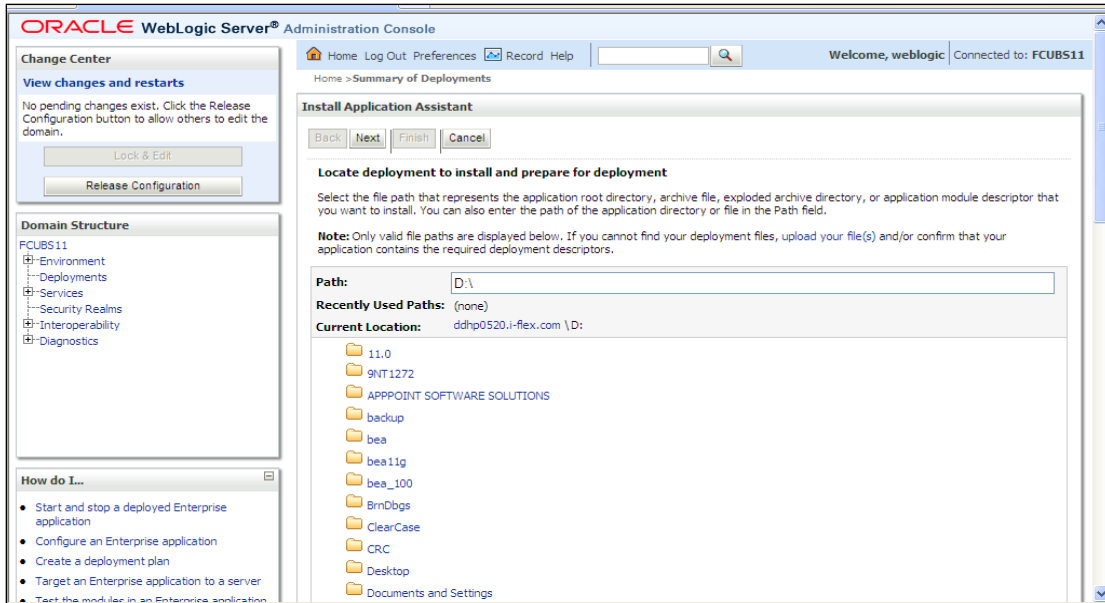 ORACLE WebLogic Server® Administration Console
Change Center
View changes and restarts
No pending changes exist. Click the Release
Configuration button to allow others to edit the
domain.
Lock & Edit
Release Configuration
Domain Structure
FCUBS11
Environment
Deployments
Services
Security Realms
Interoperability
Diagnostics
How do I...
Start and stop a deployed Enterprise
application
Configure an Enterprise application
Create a deployment plan
Target an Enterprise application to a server
Test the modules in an Enterprise application
Home Log Out Preferences Record Help
Welcome, weblogic Connected to: FCUBS11
Home >Summary of Deployments
Install Application Assistant
Back Next Finish Cancel
Locate deployment to install and prepare for deployment
Select the file path that represents the application root directory, archive file, exploded archive directory, or application module descriptor that
you want to install. You can also enter the path of the application directory or file in the Path field.
Note: Only valid file paths are displayed below. If you cannot find your deployment files, upload your file(s) and/or confirm that your
application contains the required deployment descriptors.
Path: D:\
Recently Used Paths: (none)
Current Location: ddhp0520.i-flex.com \ D:
11.0
9NT1272
APPPOINT SOFTWARE SOLUTIONS
backup
bea
bea11g
bea_100
BrnDbgs
ClearCase
CRC
Desktop
Documents and Settings